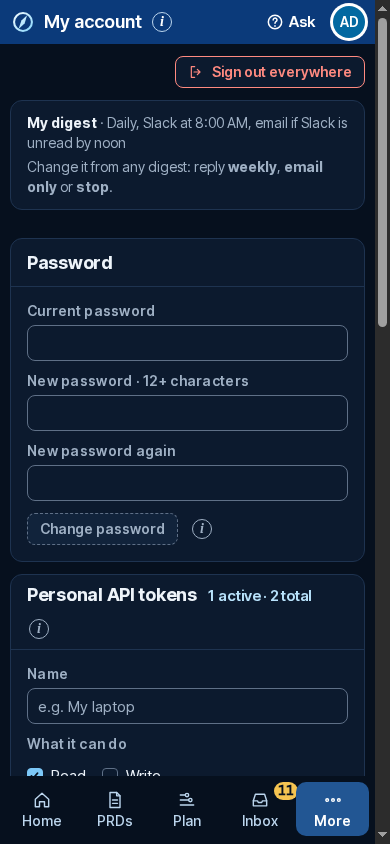 My account i Ask AD
Sign out everywhere
My digest · Daily, Slack at 8:00 AM, email if Slack is
unread by noon
Change it from any digest: reply weekly, email
only or stop.
Password
Current password
New password · 12+ characters
New password again
Change password i
Personal API tokens 1 active · 2 total
i
Name
e.g. My laptop
What it can do
Read Write
11
Home PRDs Plan Inbox More